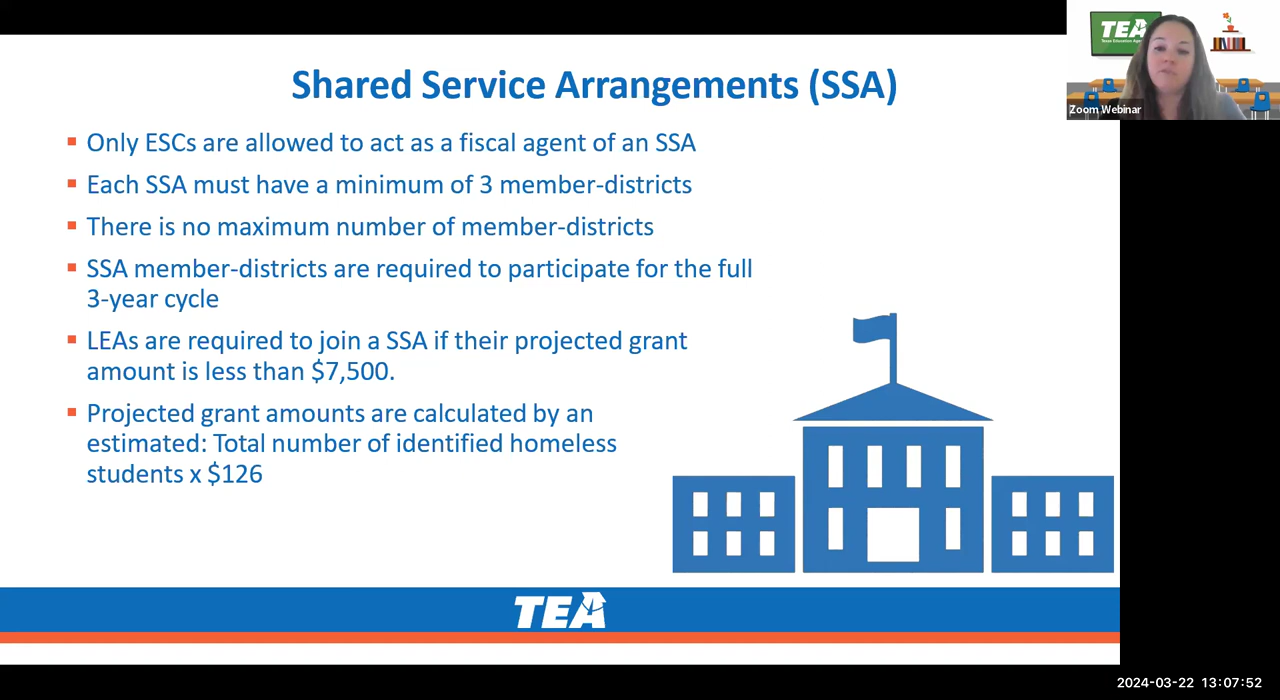 TEA
Texas Education Agency
Zoom Webinar
Shared Service Arrangements (SSA)
Only ESCs are allowed to act as a fiscal agent of an SSA
Each SSA must have a minimum of 3 member-districts
There is no maximum number of member-districts
SSA member-districts are required to participate for the full
3-year cycle
LEAs are required to join a SSA if their projected grant
amount is less than $7,500.
Projected grant amounts are calculated by an
estimated: Total number of identified homeless
students x $126
TEA
2024-03-22 13:07:52